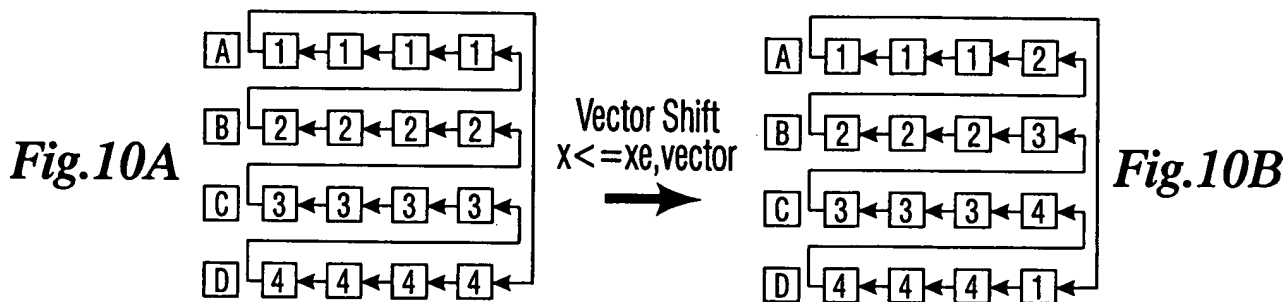 A 1 1 1 1
B 2 2 2 2
C 3 3 3 3
D 4 4 4 4
Fig.10A
Vector Shift
x<=xe,vector
A 1 1 1 2
B 2 2 2 3
C 3 3 3 4
D 4 4 4 1
Fig.10B